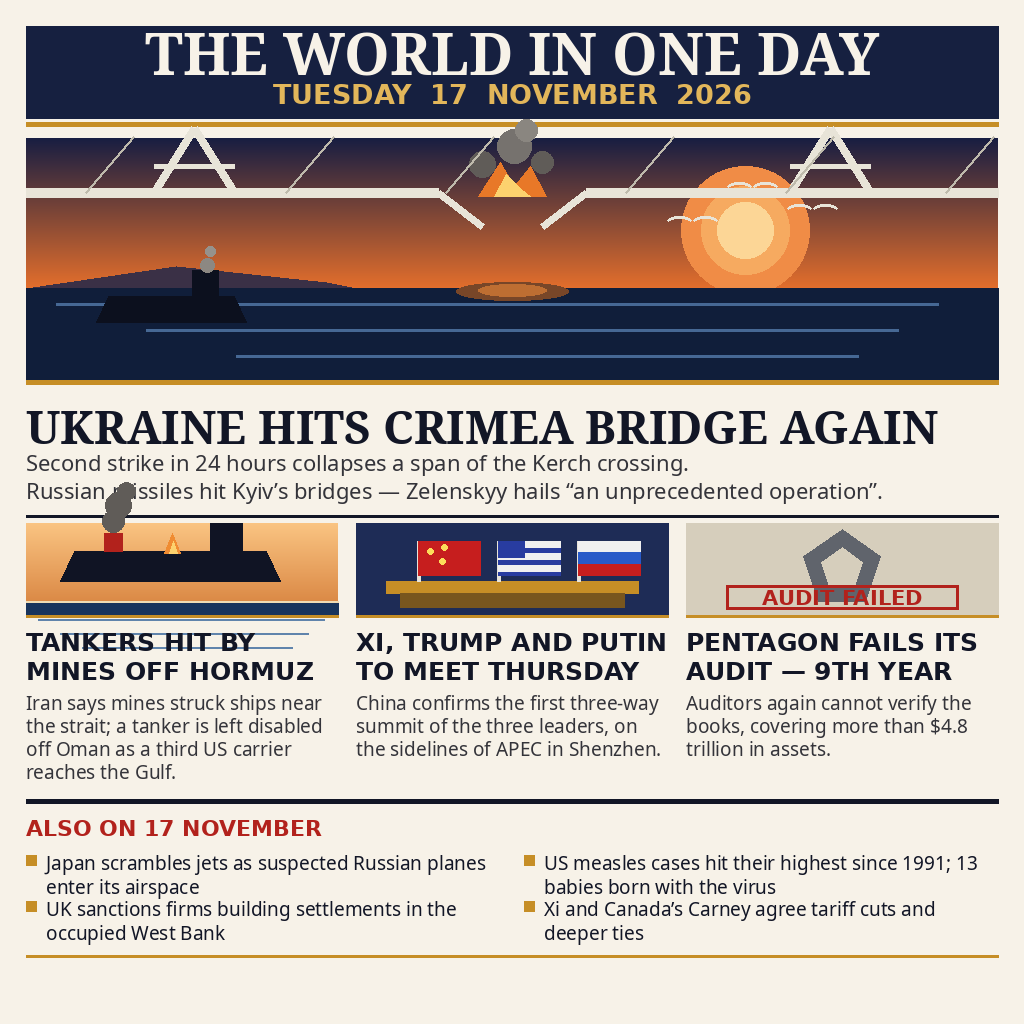 THE WORLD IN ONE DAY
TUESDAY 17 NOVEMBER 2026
UKRAINE HITS CRIMEA BRIDGE AGAIN
Second strike in 24 hours collapses a span of the Kerch crossing.
Russian missiles hit Kyiv’s bridges — Zelenskyy hails “an unprecedented operation”.
AUDIT FAILED
TANKERS HIT BY
MINES OFF HORMUZ
Iran says mines struck ships near
the strait; a tanker is left disabled
off Oman as a third US carrier
reaches the Gulf.
XI, TRUMP AND PUTIN
TO MEET THURSDAY
China confirms the first three-way
summit of the three leaders, on
the sidelines of APEC in Shenzhen.
PENTAGON FAILS ITS
AUDIT — 9TH YEAR
Auditors again cannot verify the
books, covering more than $4.8
trillion in assets.
ALSO ON 17 NOVEMBER
Japan scrambles jets as suspected Russian planes
enter its airspace
UK sanctions firms building settlements in the
occupied West Bank
US measles cases hit their highest since 1991; 13
babies born with the virus
Xi and Canada’s Carney agree tariff cuts and
deeper ties